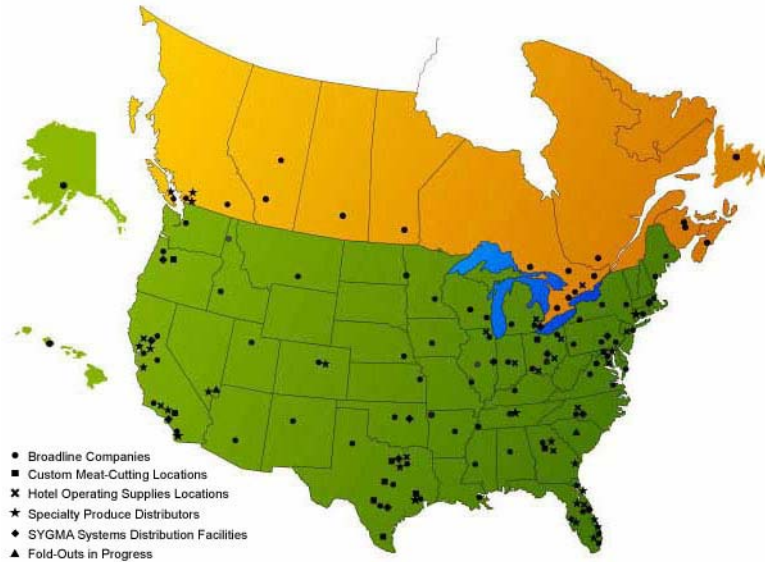 Broadline Companies
Custom Meat-Cutting Locations
Hotel Operating Supplies Locations
Specialty Produce Distributors
SYGMA Systems Distribution Facilities
Fold-Outs in Progress